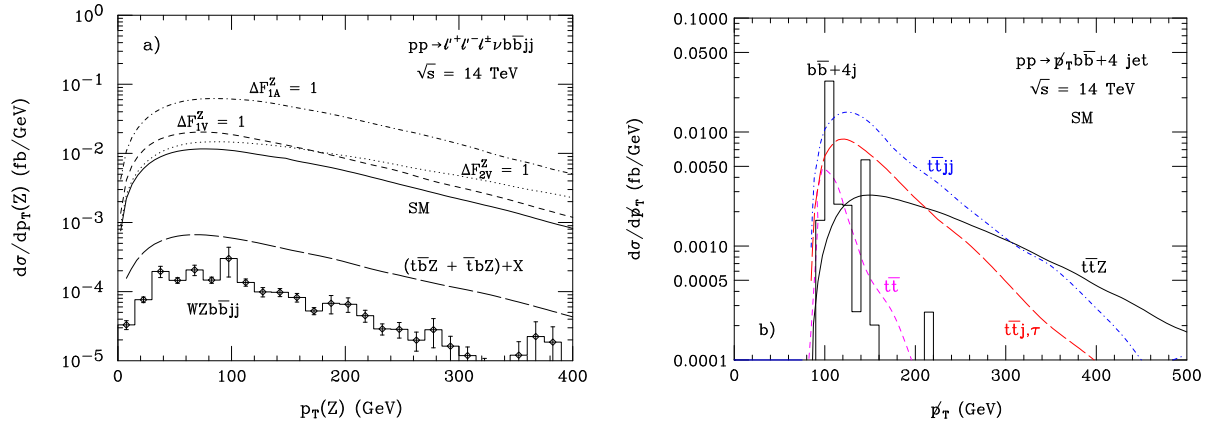 10⁰
10⁻¹
10⁻²
10⁻³
10⁻⁴
10⁻⁵
dσ/dp_T(Z) (fb/GeV)
a)
pp→ℓ'⁺ℓ'⁻ℓ^±νbb̅jj
√s = 14 TeV
ΔF^Z_1A = 1
ΔF^Z_1V = 1
ΔF^Z_2V = 1
SM
(tb̅Z + t̅bZ)+X
WZbb̅jj
0 100 200 300 400
p_T(Z) (GeV)
0.1000
0.0500
0.0100
0.0050
0.0010
0.0005
0.0001
dσ/dp̸_T (fb/GeV)
bb̅+4j
pp→p̸_Tbb̅+4 jet
√s = 14 TeV
SM
tt̅jj
tt̅Z
tt̅
tt̅j,τ
b)
0 100 200 300 400 500
p̸_T (GeV)